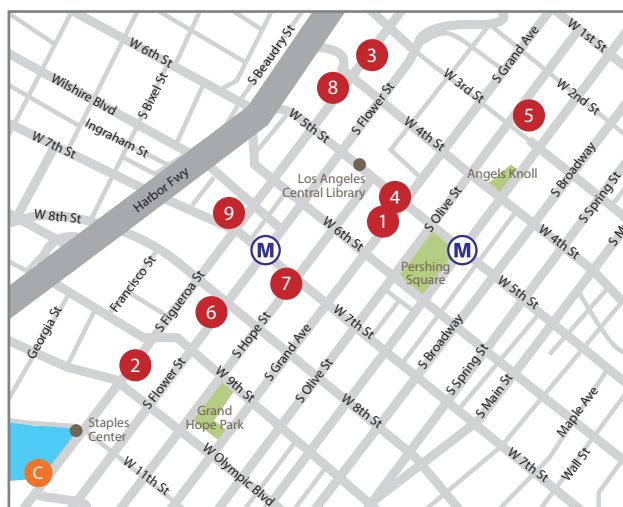 W 6th St
S Beaudry St
3
S Grand Ave
W 1st St
Wilshire Blvd
S Bixel St
8
W 3rd St
W 2nd St
Ingraham St
S Flower St
W 5th St
W 4th St
5
W 7th St
Los Angeles
Central Library
Angels Knoll
S Broadway
Harbor Fwy
4
S Olive St
S Spring St
W 8th St
9
1
S M
M
W 6th St
M
W 4th St
Pershing
Square
Francisco St
S Figueroa St
7
W 5th St
Georgia St
6
S Hope St
W 7th St
S Broadway
2
S Grand Ave
S Spring St
S Flower St
W 9th St
S Olive St
S Main St
Maple Ave
Grand
Hope Park
W 8th St
Staples
Center
Wall St
W 7th St
C
W 11th St
W Olympic Blvd